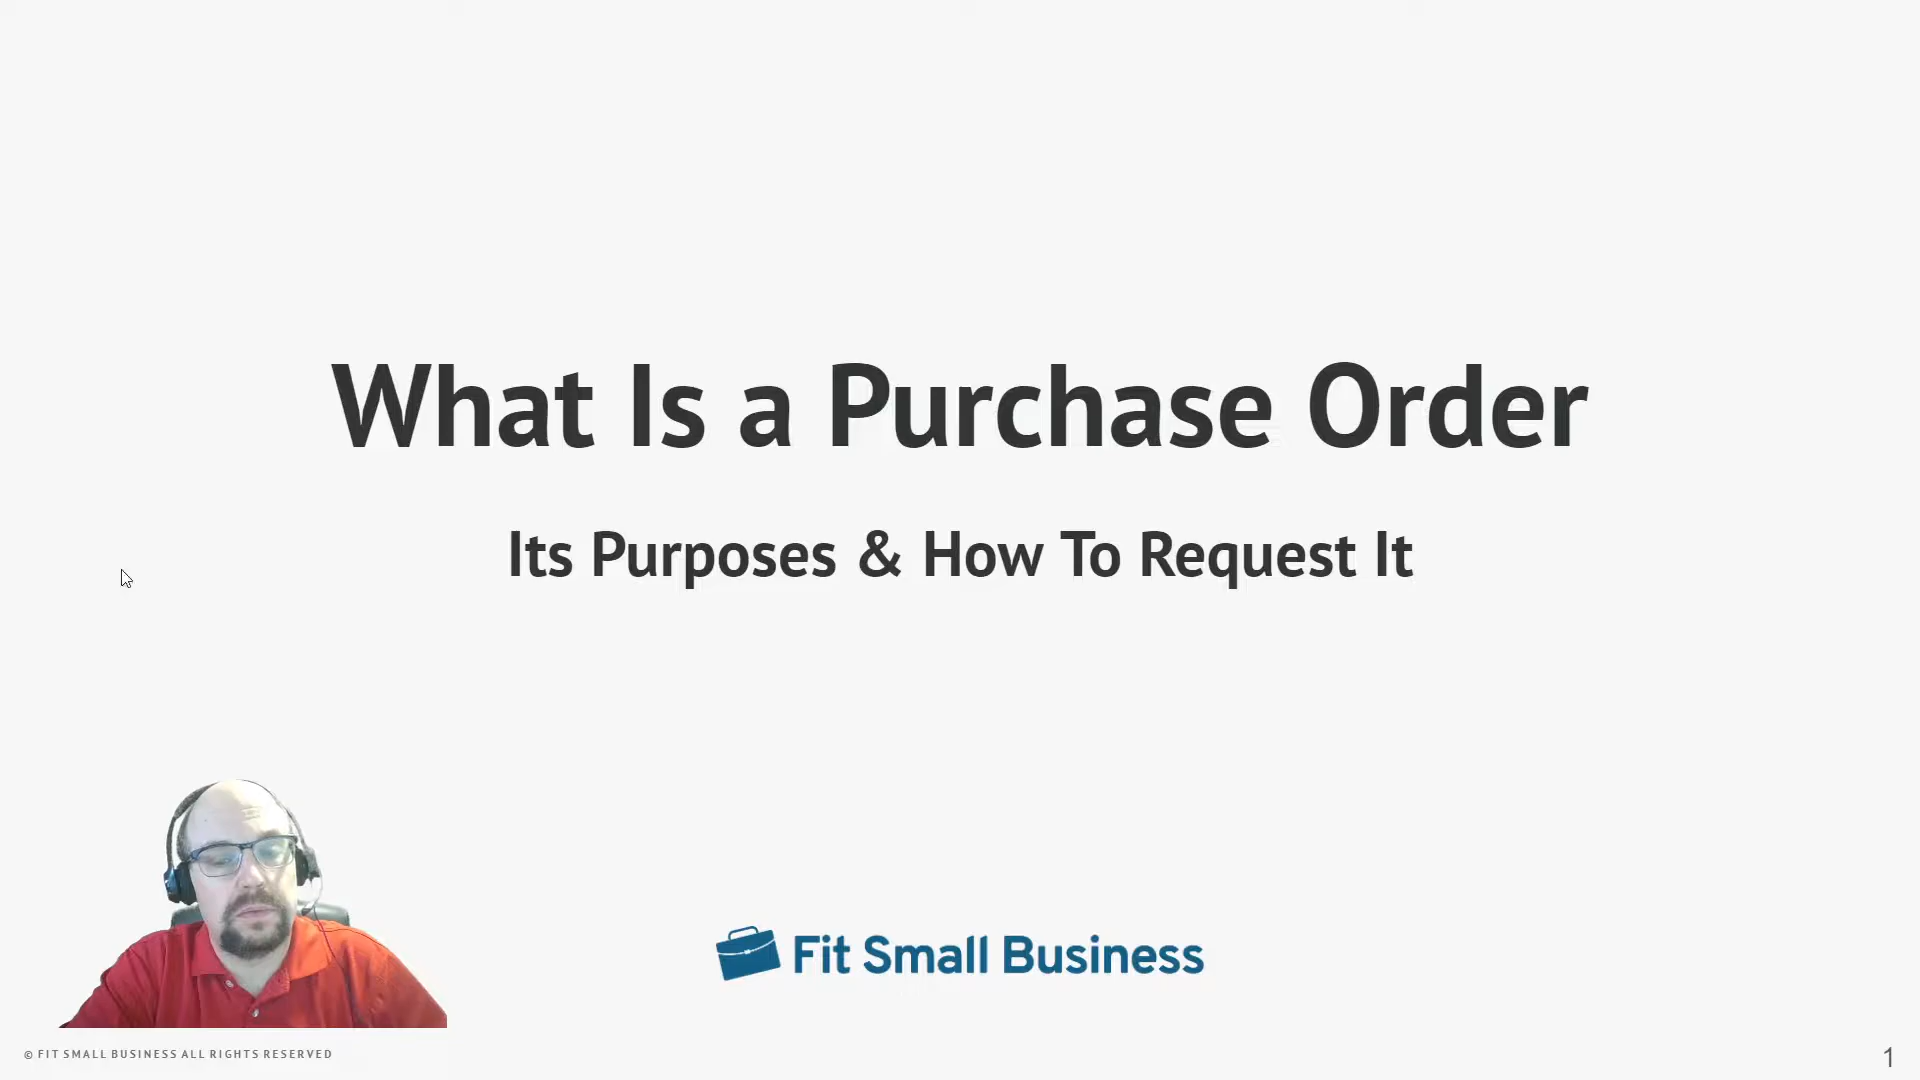 What Is a Purchase Order
Its Purposes & How To Request It
Fit Small Business
© FIT SMALL BUSINESS ALL RIGHTS RESERVED
1